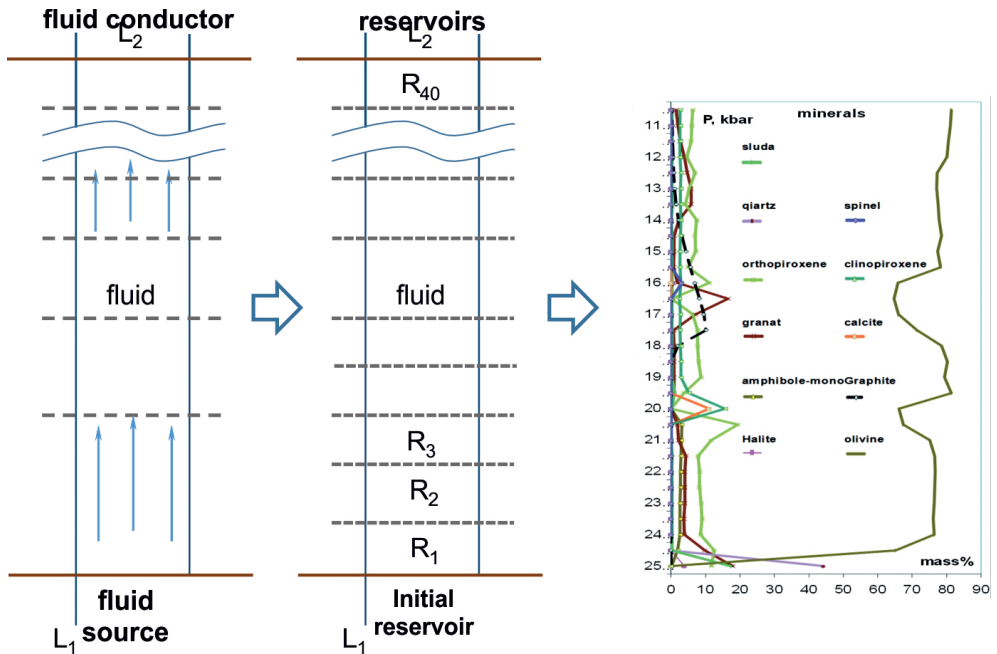 fluid conductor
L2
fluid
fluid
source
L1
reservoirs
L2
R40
fluid
R3
R2
R1
Initial
reservoir
L1
P, kbar
minerals
sluda
qiartz
spinel
orthopiroxene
clinopiroxene
granat
calcite
amphibole-mono
Graphite
Halite
olivine
mass%
11.
12.
13.
14.
15.
16.
17.
18.
19.
20.
21.
22.
23.
24.
25.
0 10 20 30 40 50 60 70 80 90